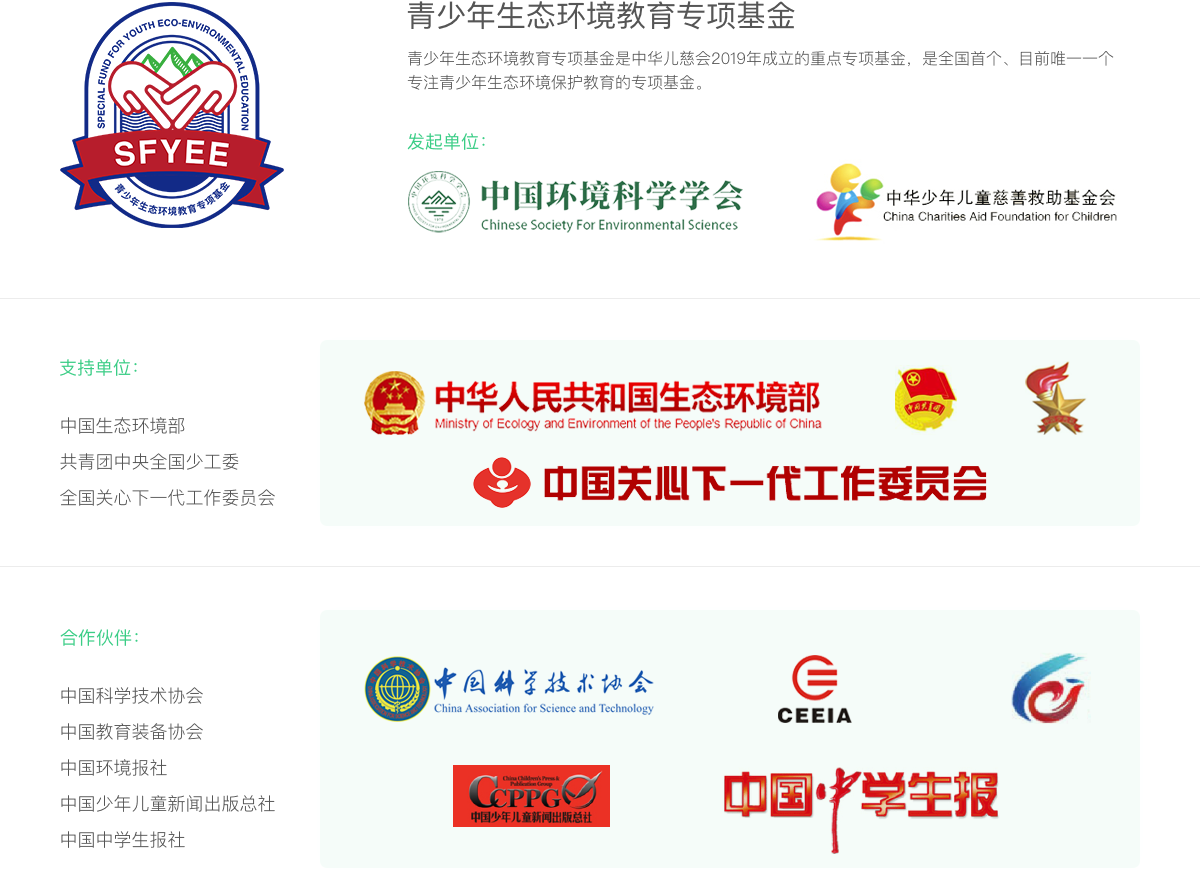 SPECIAL FUND FOR YOUTH ECO-ENVIRONMENTAL EDUCATION
SFYEE
青少年生态环境教育专项基金
青少年生态环境教育专项基金
青少年生态环境教育专项基金是中华儿慈会2019年成立的重点专项基金，是全国首个、目前唯一一个
专注青少年生态环境保护教育的专项基金。
发起单位：
中国环境科学学会
Chinese Society For Environmental Sciences
中华少年儿童慈善救助基金会
China Charities Aid Foundation for Children
支持单位：
中国生态环境部
共青团中央全国少工委
全国关心下一代工作委员会
中华人民共和国生态环境部
Ministry of Ecology and Environment of the People's Republic of China
中国共青团
中国关心下一代工作委员会
合作伙伴：
中国科学技术协会
中国教育装备协会
中国环境报社
中国少年儿童新闻出版总社
中国中学生报社
中国科学技术协会
China Association for Science and Technology
CEEIA
China Children's Press &
Publication Group
CCPPG
中国少年儿童新闻出版总社
中国中学生报